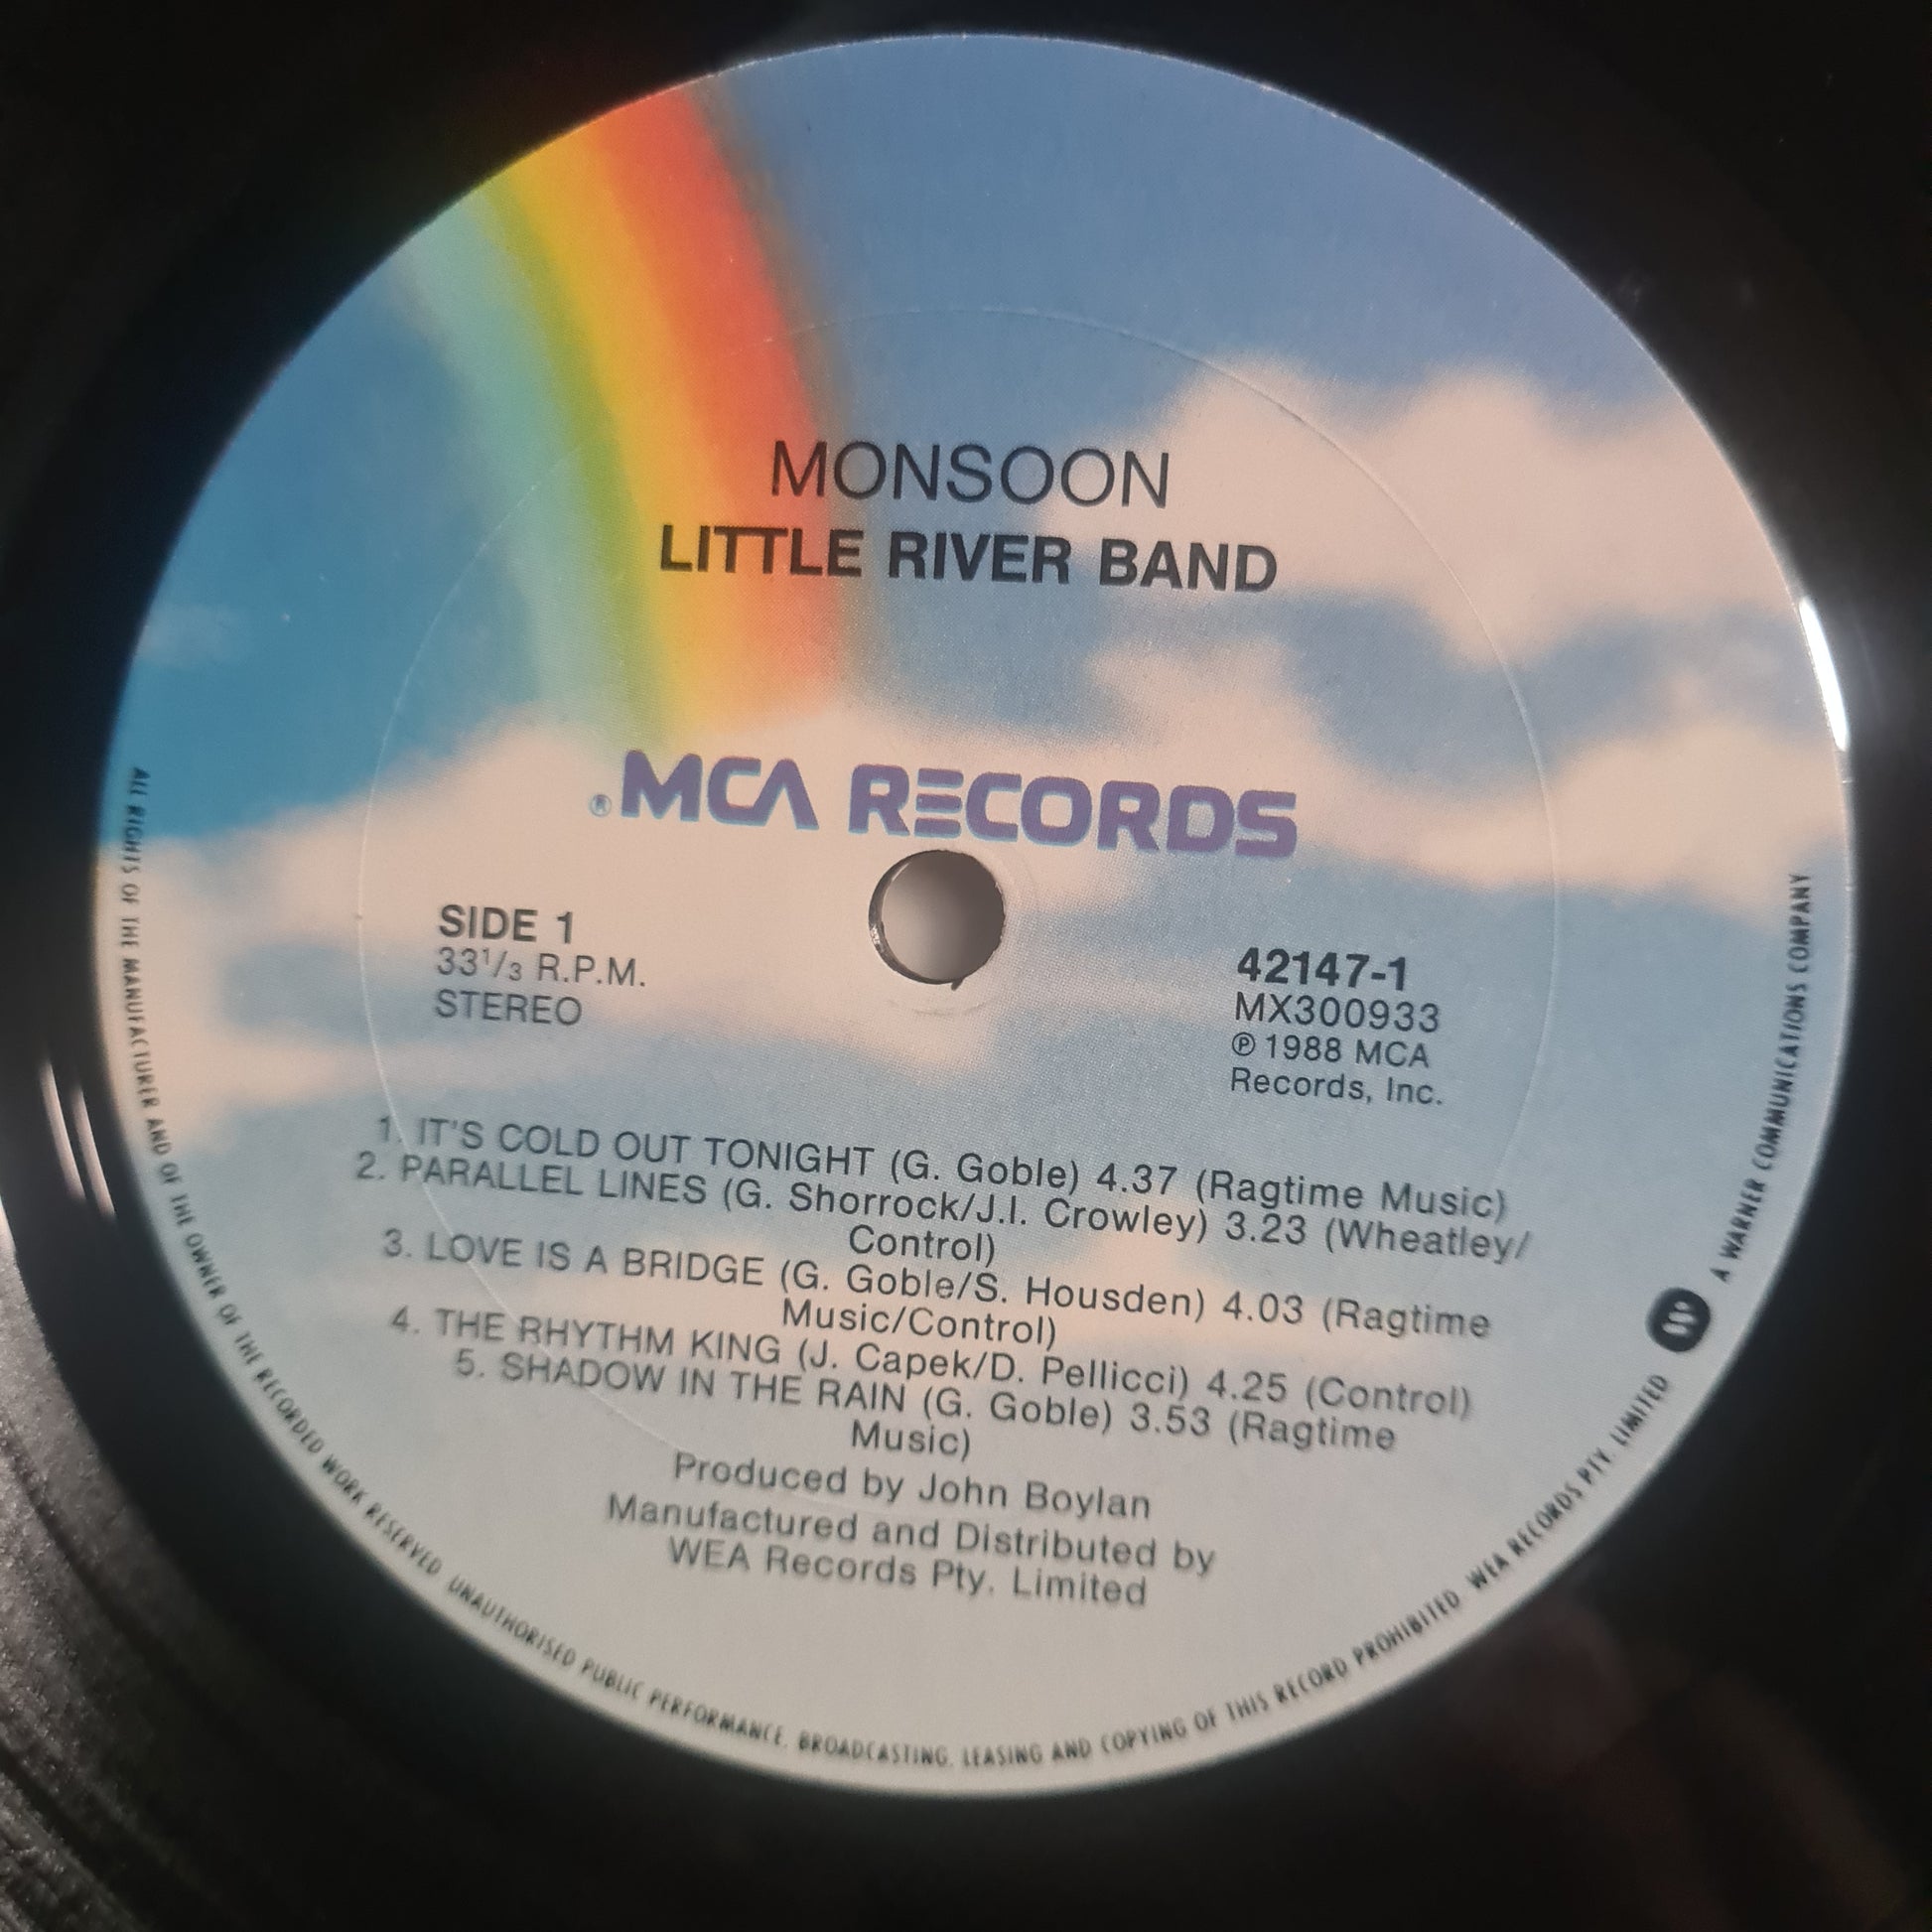 MONSOON
LITTLE RIVER BAND
® MCA RECORDS
SIDE 1
33⅓ R.P.M.
STEREO
42147-1
MX300933
Ⓟ 1988 MCA
Records, Inc.
1. IT'S COLD OUT TONIGHT (G. Goble) 4.37 (Ragtime Music)
2. PARALLEL LINES (G. Shorrock/J.I. Crowley) 3.23 (Wheatley/
Control)
3. LOVE IS A BRIDGE (G. Goble/S. Housden) 4.03 (Ragtime
Music/Control)
4. THE RHYTHM KING (J. Capek/D. Pellicci) 4.25 (Control)
5. SHADOW IN THE RAIN (G. Goble) 3.53 (Ragtime
Music)
Produced by John Boylan
Manufactured and Distributed by
WEA Records Pty. Limited
ALL RIGHTS OF THE MANUFACTURER AND OF THE OWNER OF THE RECORDED WORK RESERVED UNAUTHORISED PUBLIC PERFORMANCE, BROADCASTING, LEASING AND COPYING OF THIS RECORD PROHIBITED WEA RECORDS PTY. LIMITED A WARNER COMMUNICATIONS COMPANY